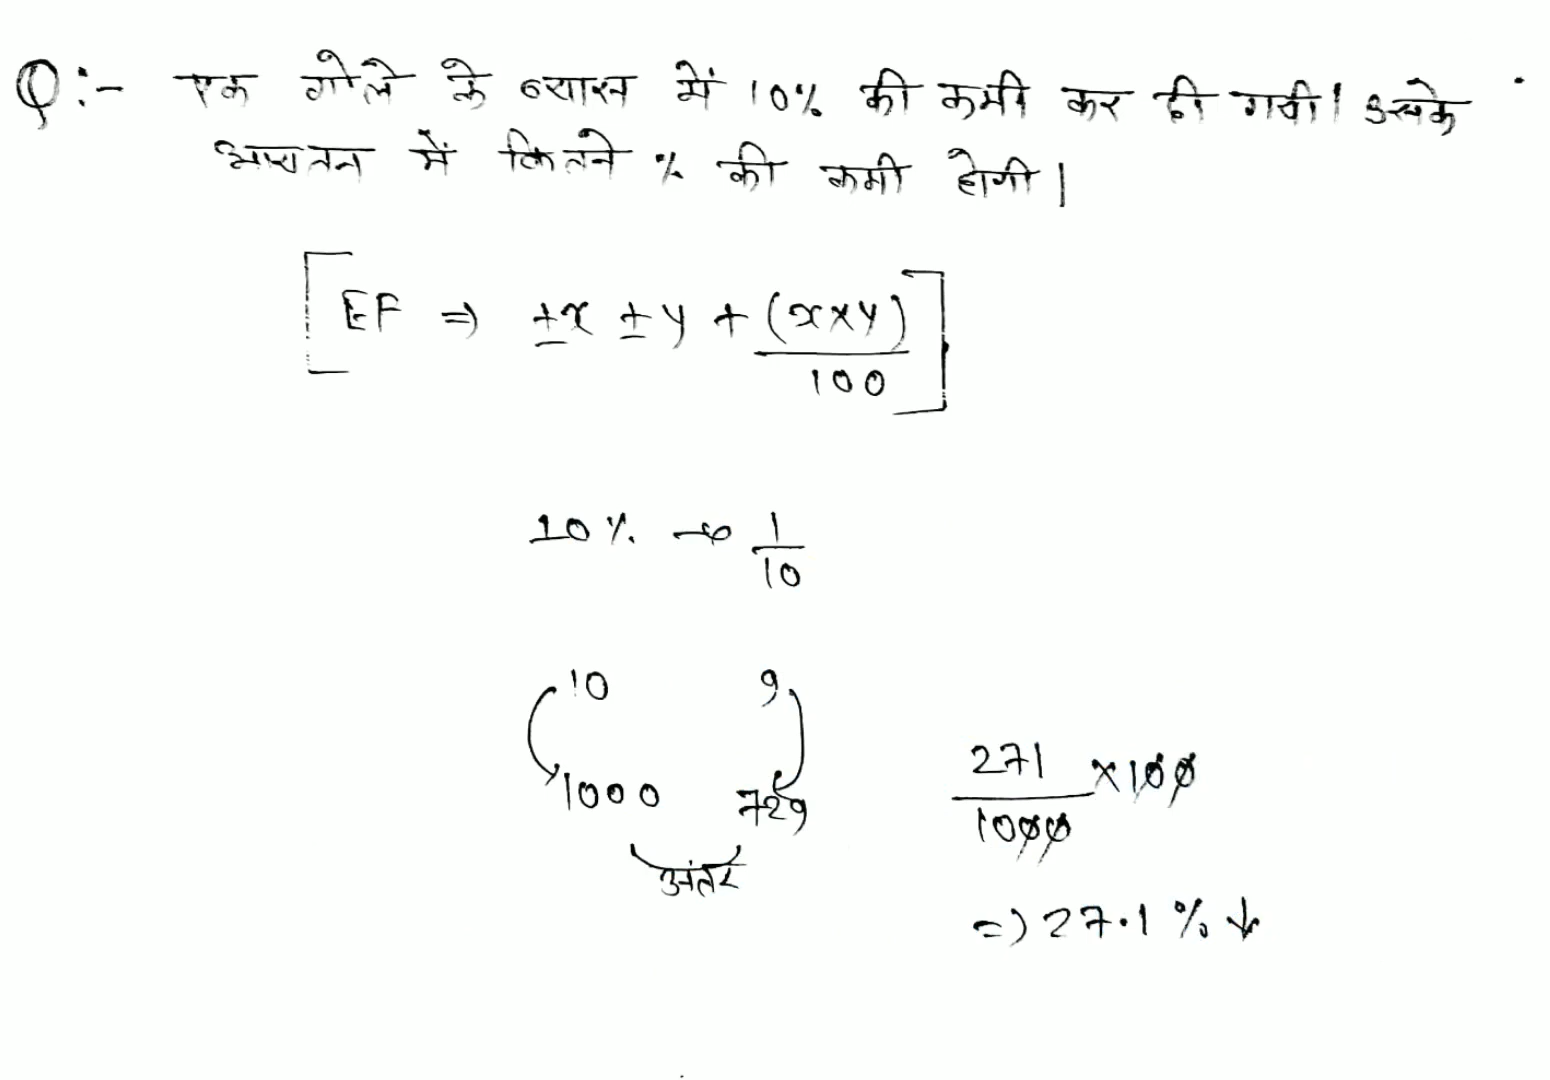 Q:- एक गोले के व्यास में 10% की कमी कर दी गयी। उसके
आयतन में कितने % की कमी होगी।
[EF ⇒ ±x ±y + (x×y)/100]
10% → 1/10
10 9
1000 729
अंतर
271/1000 ×100
⇒ 27.1% ↓